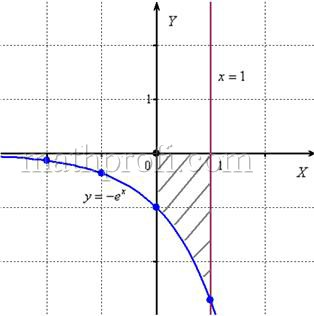 Y
x = 1
1
mathprofi.com
0
1
X
y = -e^x